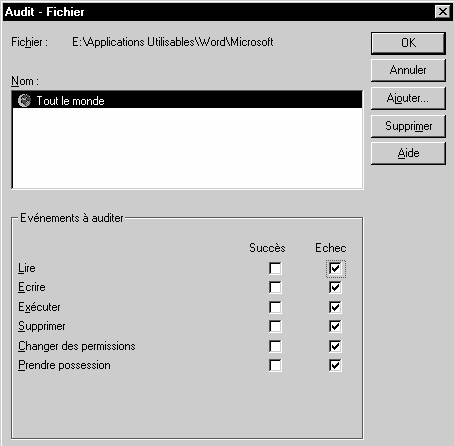 Audit - Fichier
Fichier : E:\Applications Utilisables\Word\Microsoft
OK
Annuler
Ajouter...
Supprimer
Aide
Nom :
Tout le monde
Evénements à auditer
Succès Echec
Lire
Ecrire
Exécuter
Supprimer
Changer des permissions
Prendre possession